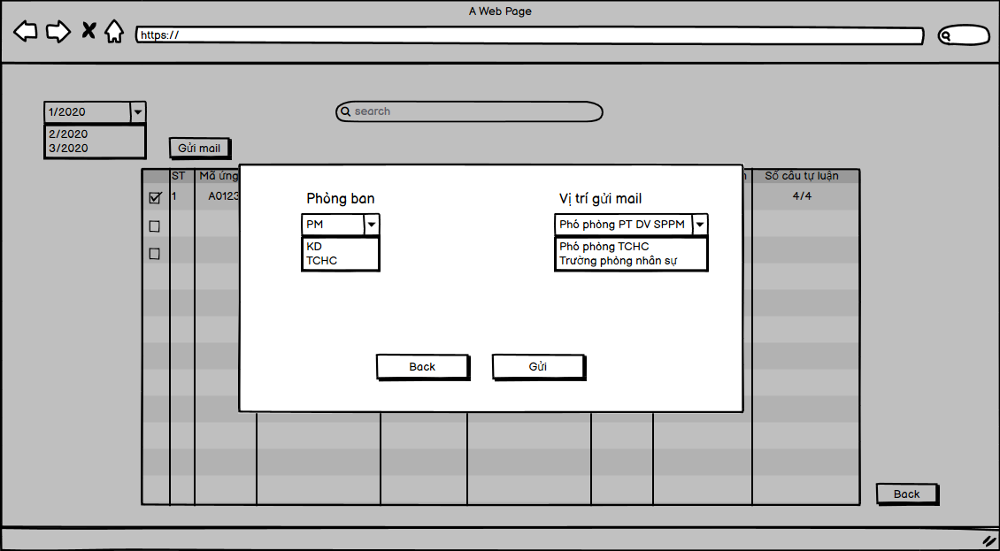 A Web Page
https://
1/2020
search
2/2020
3/2020
Gửi mail
ST
Mã ứng
Số câu tự luận
1
A0123
4/4
Phòng ban
Vị trí gửi mail
PM
Phó phòng PT DV SPPM
KD
TCHC
Phó phòng TCHC
Trưởng phòng nhân sự
Back
Gửi
Back